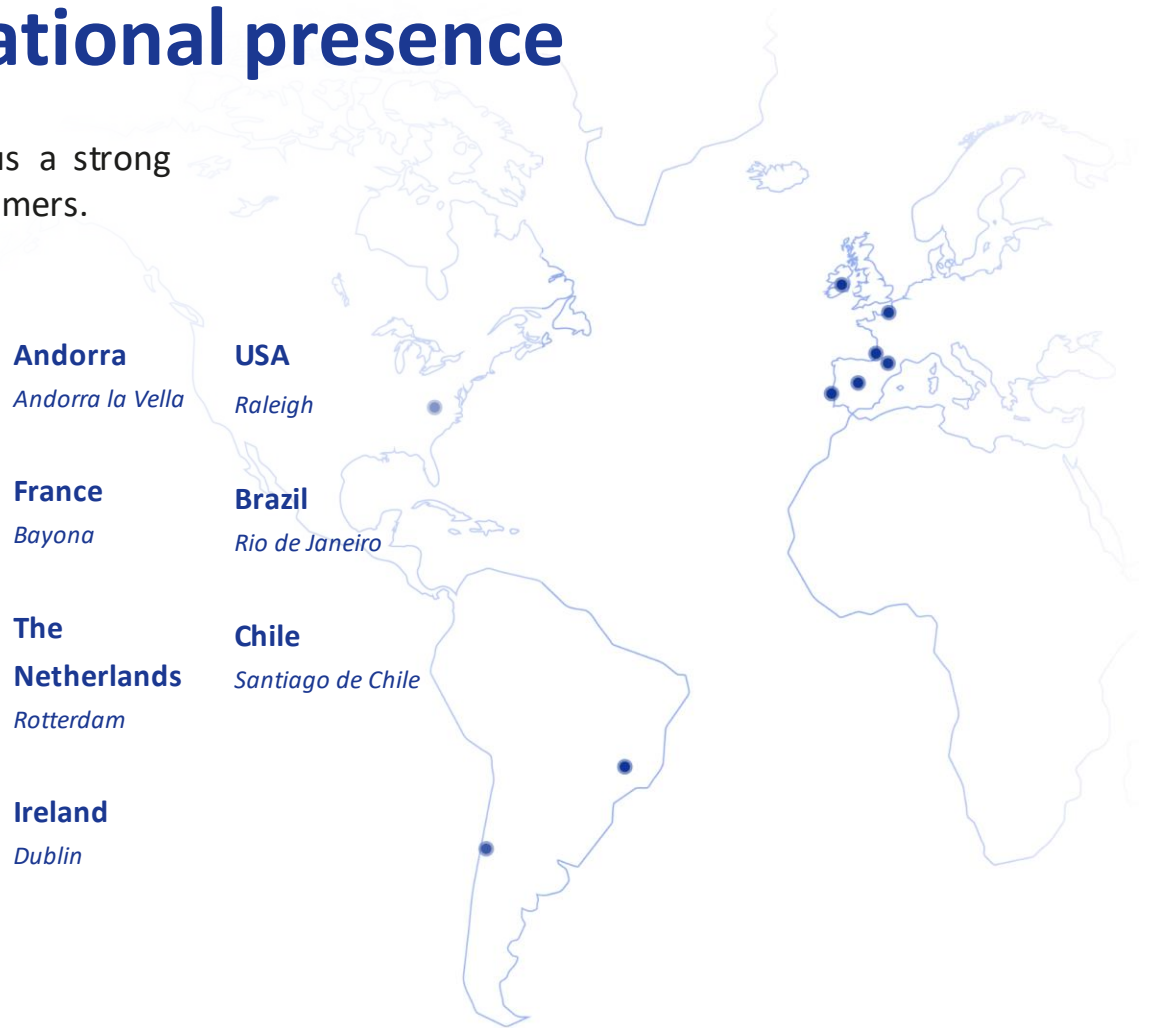 ational presence
us a strong
mers.
Andorra
Andorra la Vella
France
Bayona
The
Netherlands
Rotterdam
Ireland
Dublin
USA
Raleigh
Brazil
Rio de Janeiro
Chile
Santiago de Chile